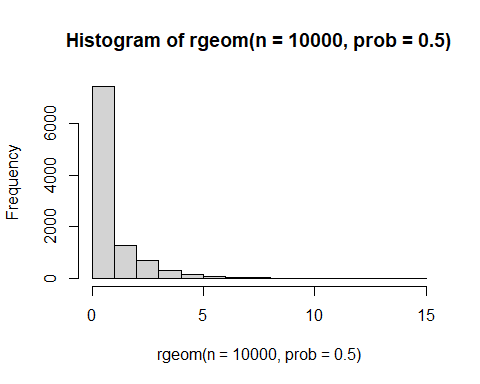 Histogram of rgeom(n = 10000, prob = 0.5)
Frequency
6000
4000
2000
0
0 5 10 15
rgeom(n = 10000, prob = 0.5)